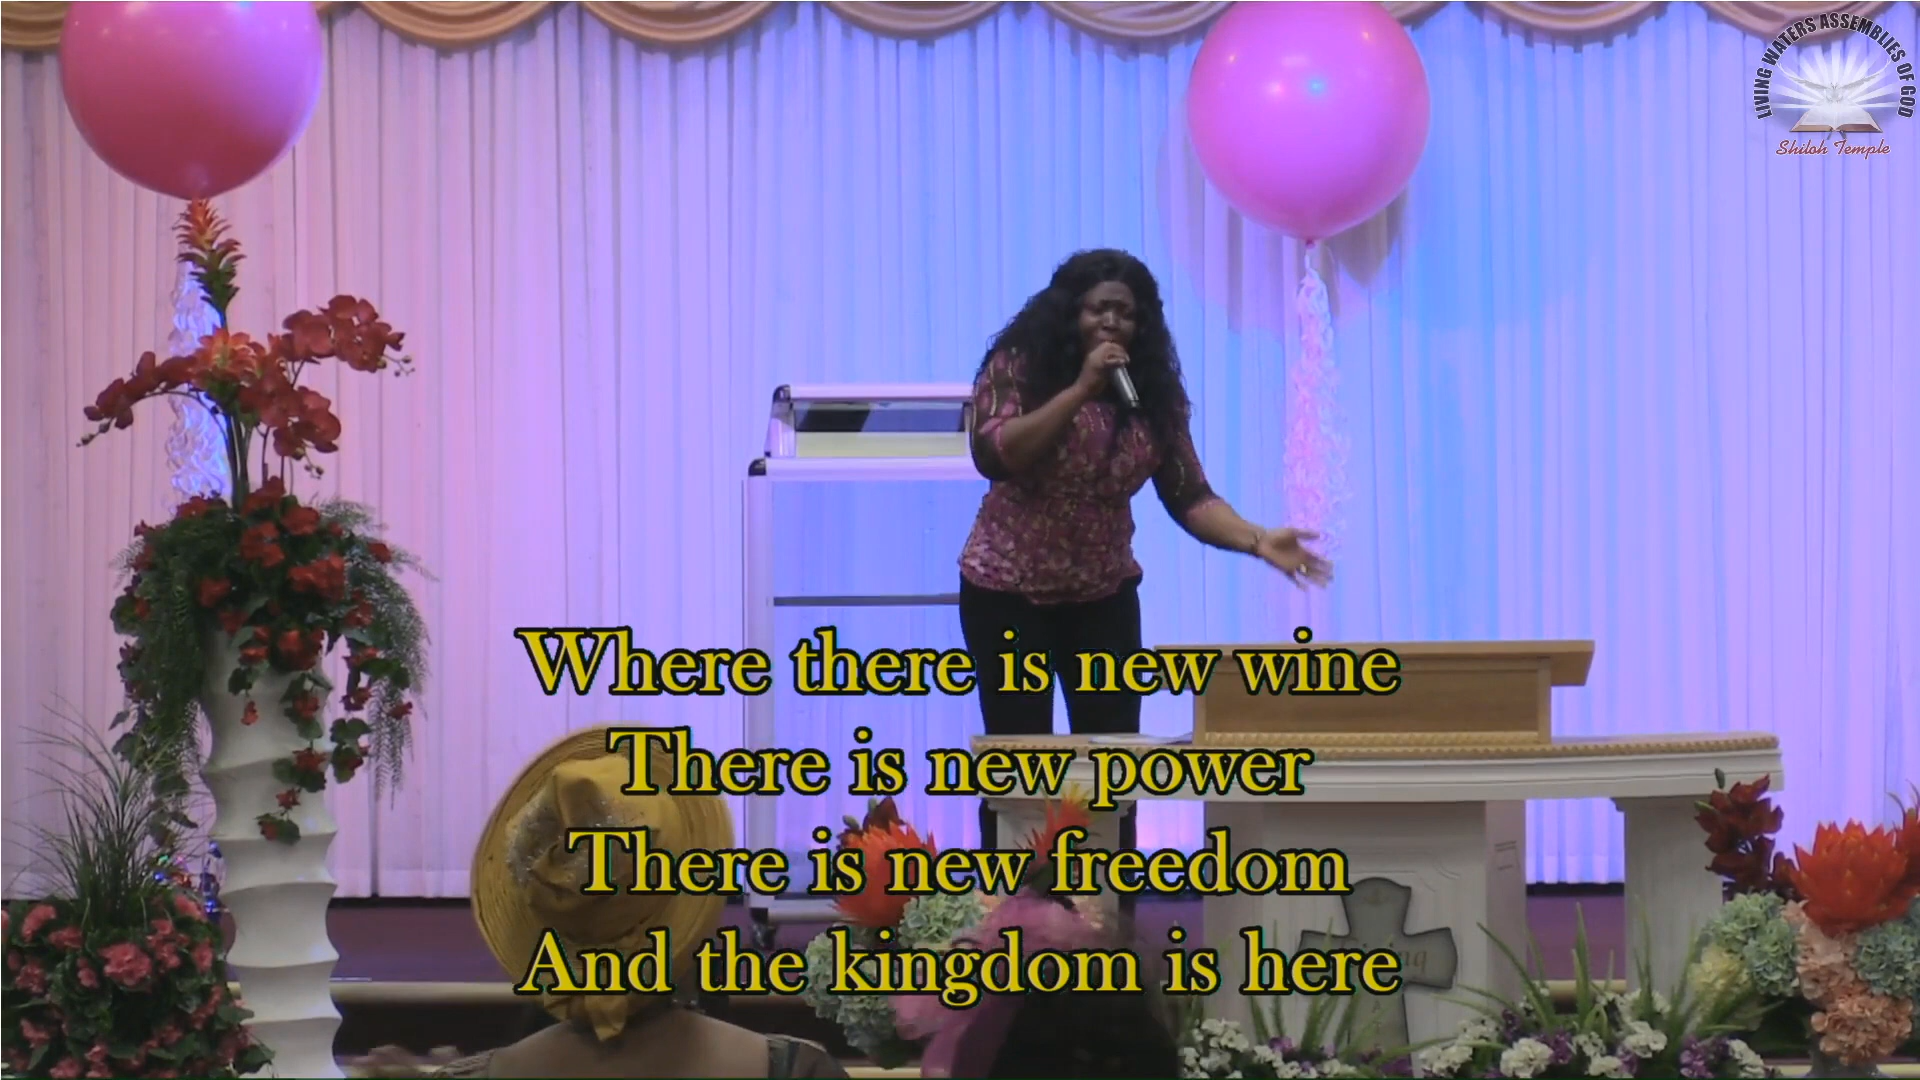 LIVING WATERS ASSEMBLIES OF GOD
Shiloh Temple
Where there is new wine
There is new power
There is new freedom
And the kingdom is here